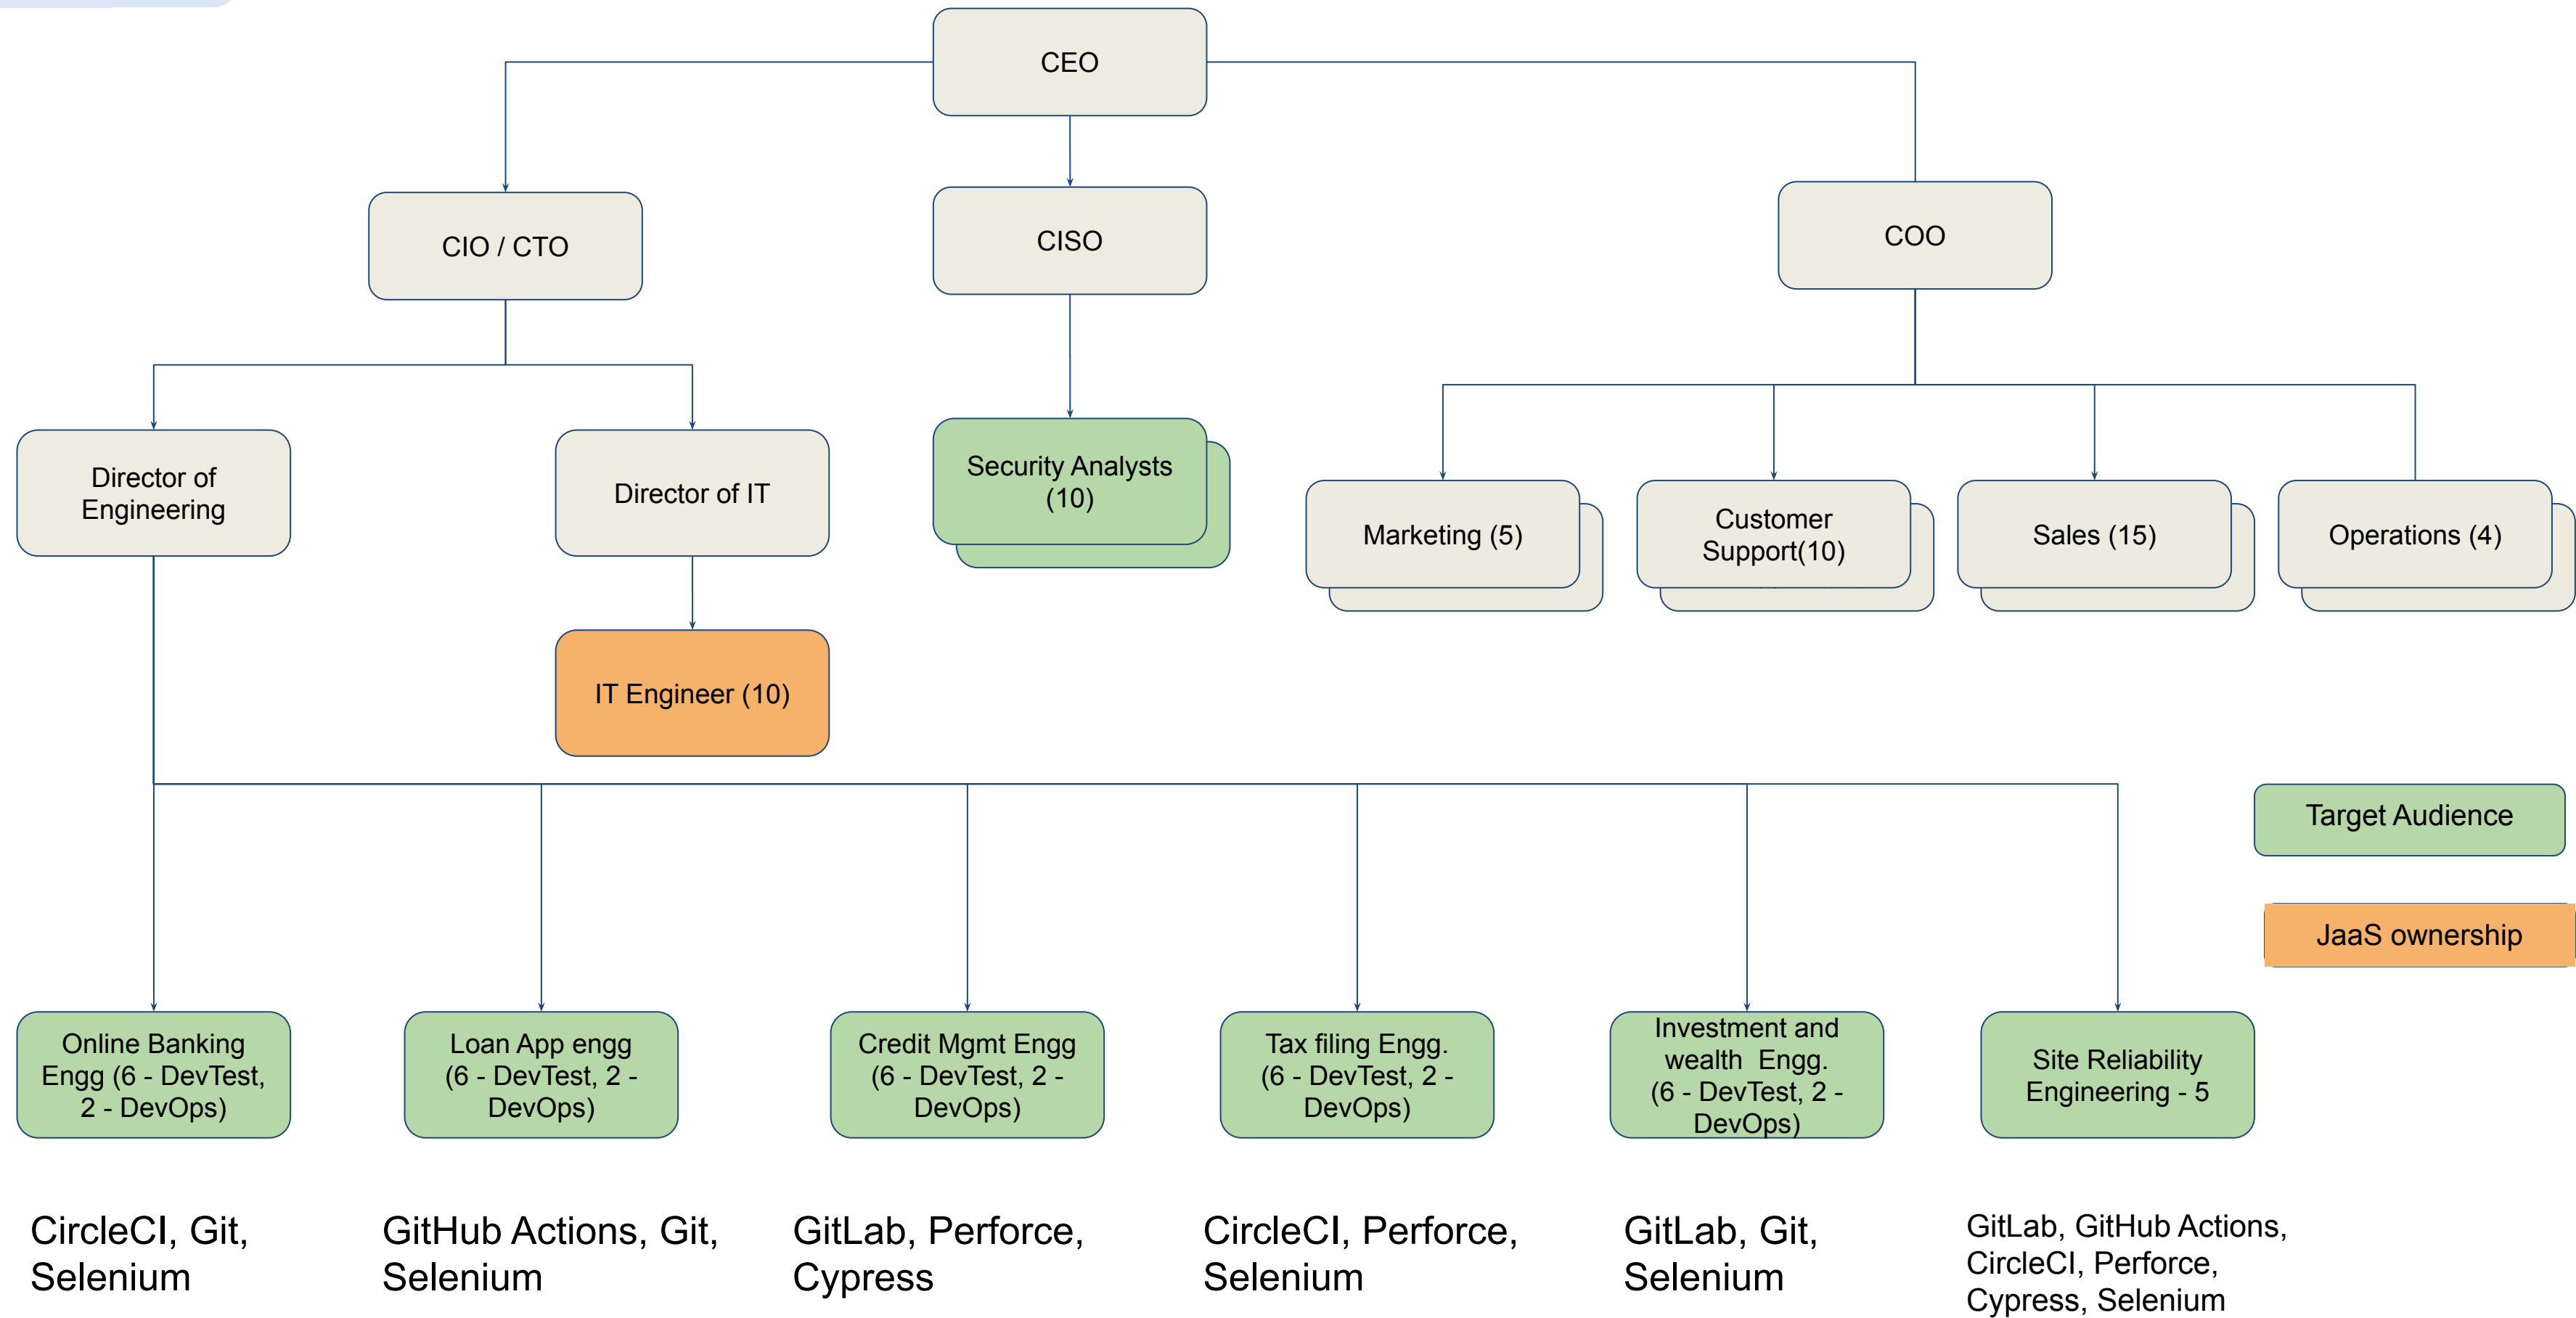 CEO
CIO / CTO
CISO
COO
Director of
Engineering
Director of IT
Security Analysts
(10)
Marketing (5)
Customer
Support(10)
Sales (15)
Operations (4)
IT Engineer (10)
Target Audience
JaaS ownership
Online Banking
Engg (6 - DevTest,
2 - DevOps)
Loan App engg
(6 - DevTest, 2 -
DevOps)
Credit Mgmt Engg
(6 - DevTest, 2 -
DevOps)
Tax filing Engg.
(6 - DevTest, 2 -
DevOps)
Investment and
wealth  Engg.
(6 - DevTest, 2 -
DevOps)
Site Reliability
Engineering - 5
CircleCI, Git,
Selenium
GitHub Actions, Git,
Selenium
GitLab, Perforce,
Cypress
CircleCI, Perforce,
Selenium
GitLab, Git,
Selenium
GitLab, GitHub Actions,
CircleCI, Perforce,
Cypress, Selenium